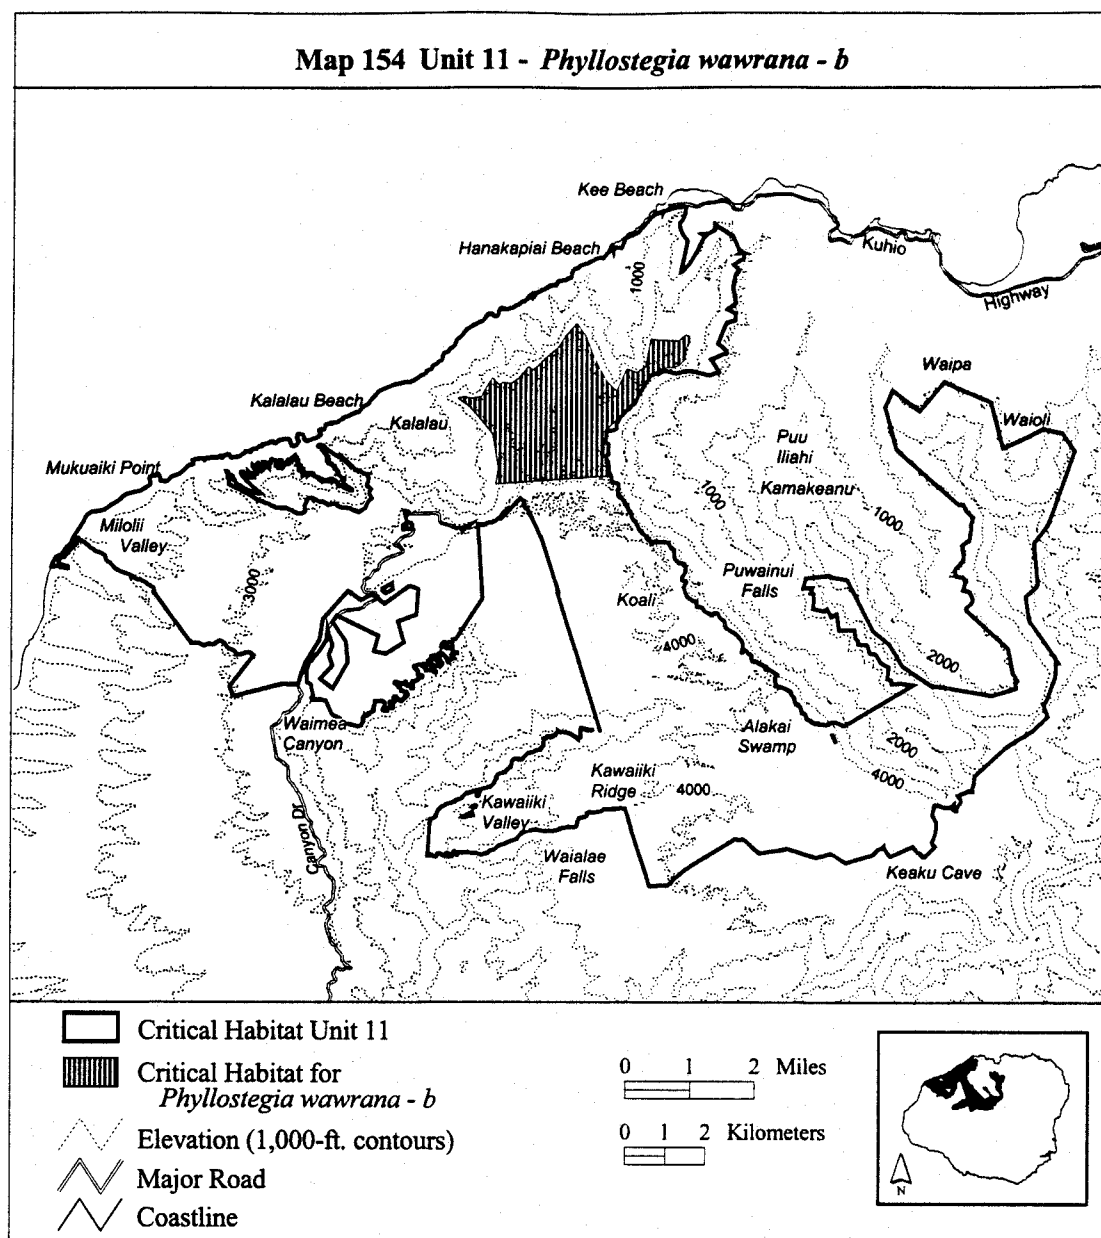 Map 154 Unit 11 - Phyllostegia wawrana - b
Kee Beach
Hanakapiai Beach
Kuhio
Highway
1000
Waipa
Waioli
Kalalau Beach
Kalalau
Puu
Iliahi
Kamakeanu
Mukuaiki Point
1000
1000
Milolii
Valley
3000
Puwainui
Falls
Koali
4000
2000
Waimea
Canyon
Alakai
Swamp
2000
4000
Kawaiiki
Ridge
4000
Kawaiiki
Valley
Canyon Dr
Waialae
Falls
Keaku Cave
Critical Habitat Unit 11
Critical Habitat for
Phyllostegia wawrana - b
Elevation (1,000-ft. contours)
Major Road
Coastline
0 1 2 Miles
0 1 2 Kilometers
N